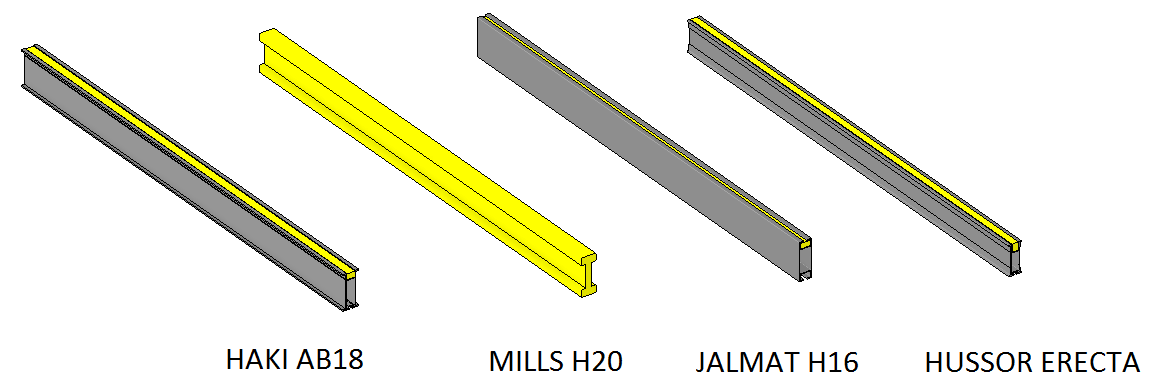 HAKI AB18 MILLS H20 JALMAT H16 HUSSOR ERECTA